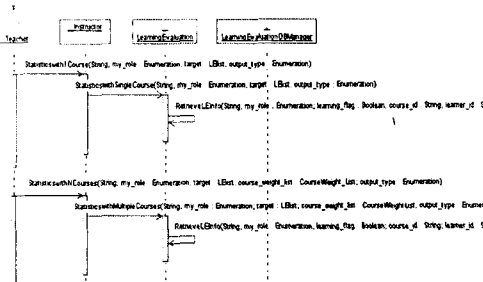 Teacher
Instructor
LearningEvaluation
LearningEvaluationDBManager
Statisticswith1Course(String, my_role Enumeration, target LEList, output_type Enumeration)
StatisticswithSingleCourse(String, my_role : Enumeration, target LEList, output_type : Enumeration)
RetrieveLEInfo(String, my_role : Enumeration, learning_flag : Boolean, course_id : String, learner_id S
StatisticswithNCourses(String, my_role Enumeration, target LEList, course_weight_list CourseWeight_List, output_type Enumeration)
StatisticswithMultipleCourses(String, my_role : Enumeration, target : LEList, course_weight_list CourseWeightList, output_type Enumer
RetrieveLEInfo(String, my_role Enumeration, learning_flag Boolean, course_id String, learner_id S